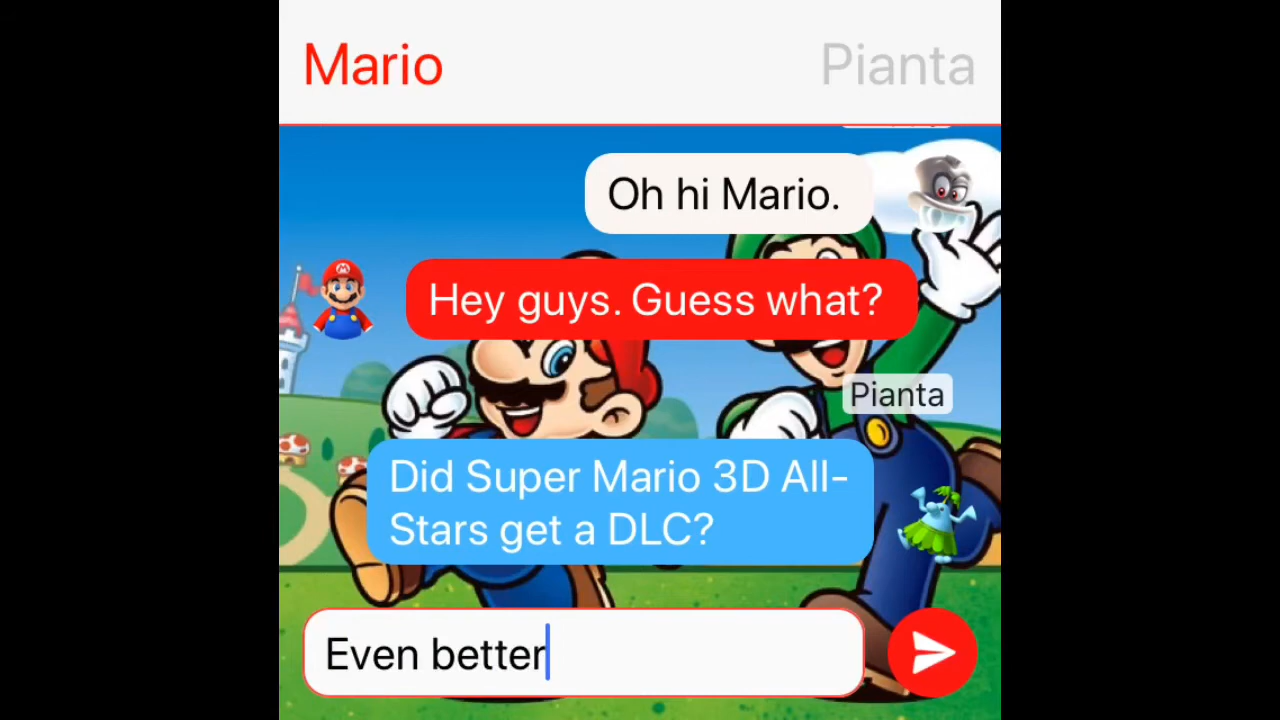 Mario
Pianta
Oh hi Mario.
Hey guys. Guess what?
Pianta
Did Super Mario 3D All-
Stars get a DLC?
Even better